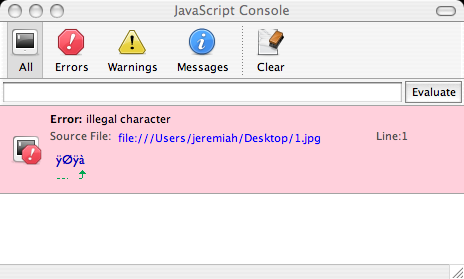 JavaScript Console
All Errors Warnings Messages Clear
Evaluate
Error: illegal character
Source File: file:///Users/jeremiah/Desktop/1.jpg Line:1
ÿØÿà